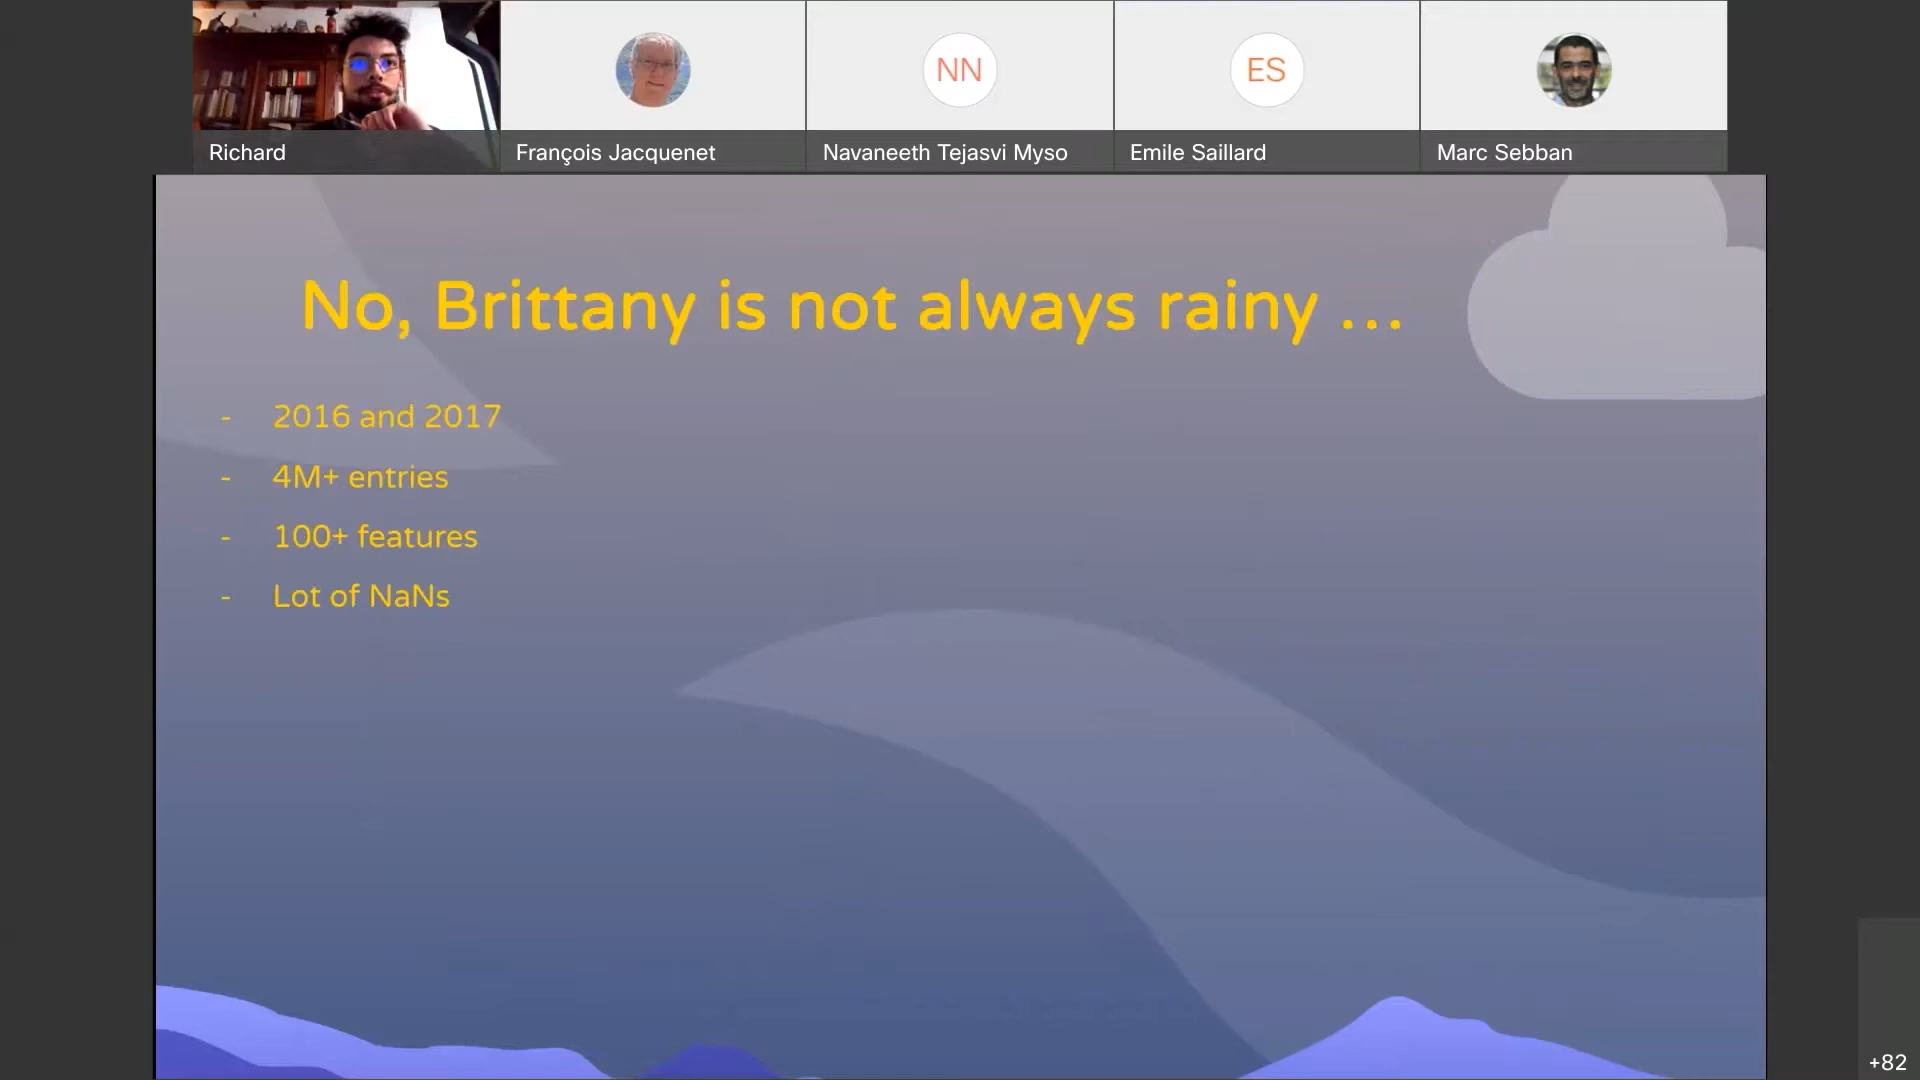 NN
ES
Richard
François Jacquenet
Navaneeth Tejasvi Myso
Emile Saillard
Marc Sebban
No, Brittany is not always rainy ...
- 2016 and 2017
- 4M+ entries
- 100+ features
- Lot of NaNs
+82